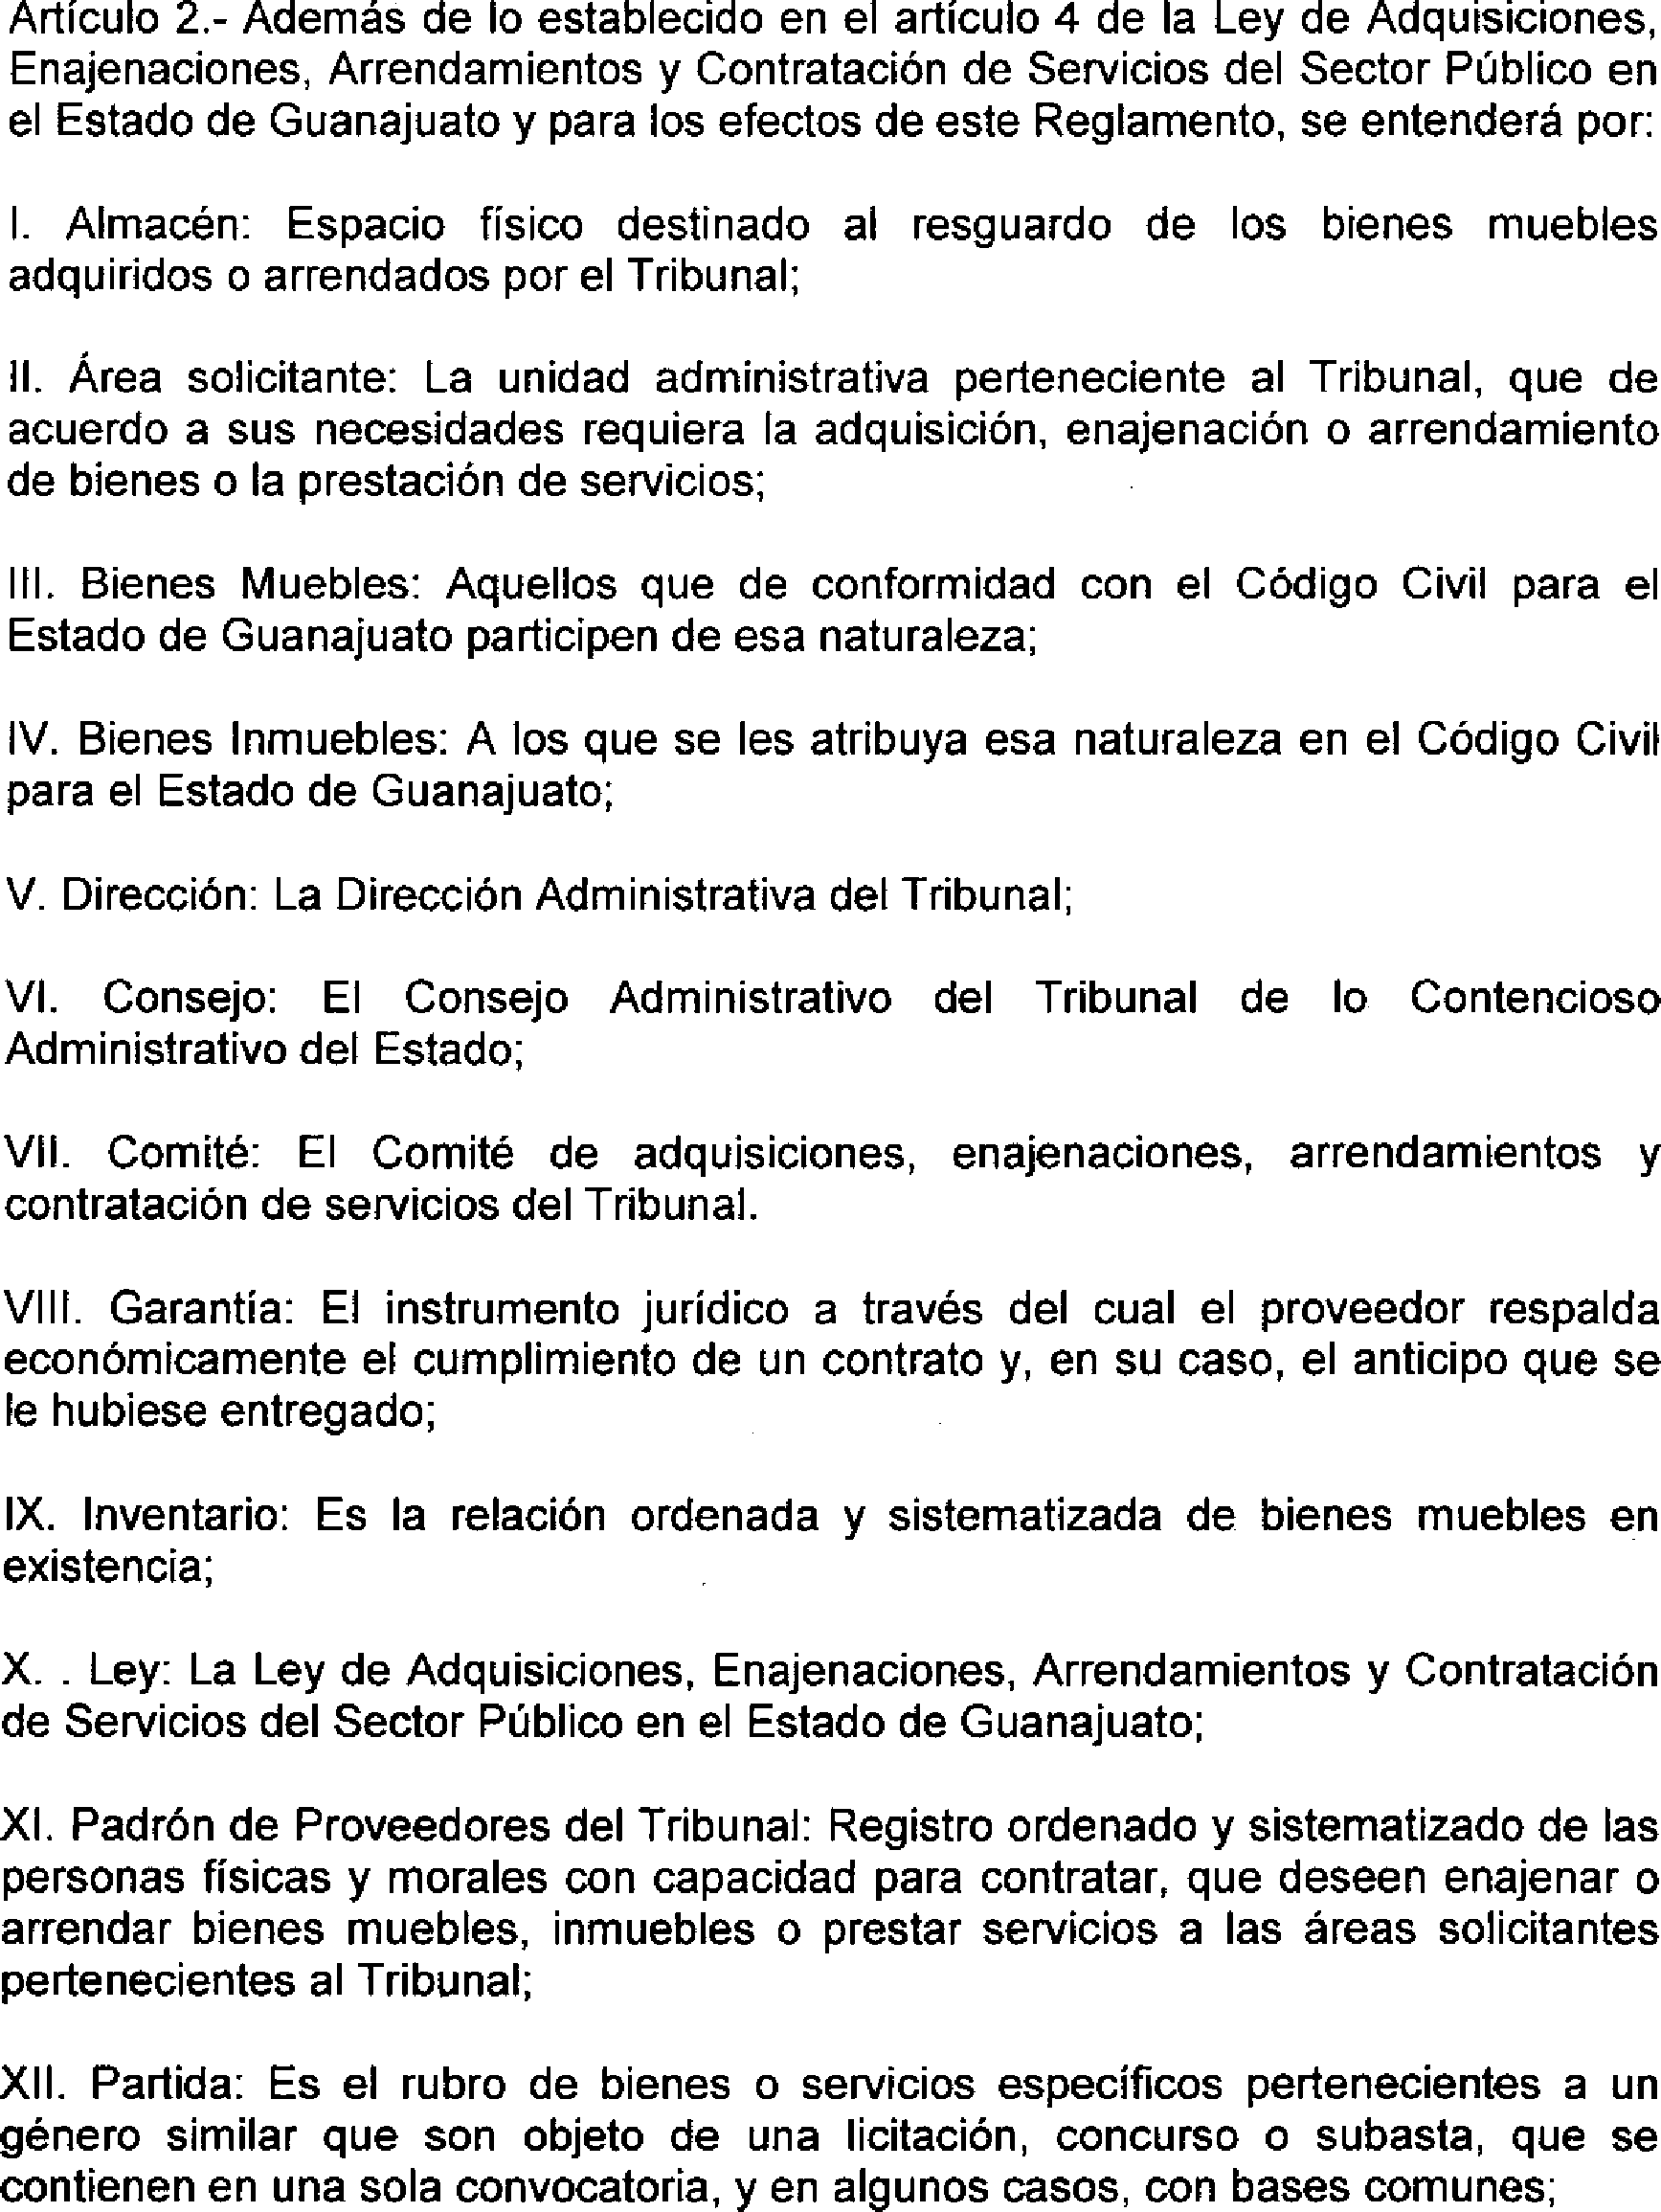 Artículo 2.- Además de lo establecido en el artículo 4 de la Ley de Adquisiciones,
Enajenaciones, Arrendamientos y Contratación de Servicios del Sector Público en
el Estado de Guanajuato y para los efectos de este Reglamento, se entenderá por:
I. Almacén: Espacio físico destinado al resguardo de los bienes muebles
adquiridos o arrendados por el Tribunal;
II. Área solicitante: La unidad administrativa perteneciente al Tribunal, que de
acuerdo a sus necesidades requiera la adquisición, enajenación o arrendamiento
de bienes o la prestación de servicios;
III. Bienes Muebles: Aquellos que de conformidad con el Código Civil para el
Estado de Guanajuato participen de esa naturaleza;
IV. Bienes Inmuebles: A los que se les atribuya esa naturaleza en el Código Civil
para el Estado de Guanajuato;
V. Dirección: La Dirección Administrativa del Tribunal;
VI. Consejo: El Consejo Administrativo del Tribunal de lo Contencioso
Administrativo del Estado;
VII. Comité: El Comité de adquisiciones, enajenaciones, arrendamientos y
contratación de servicios del Tribunal.
VIII. Garantía: El instrumento jurídico a través del cual el proveedor respalda
económicamente el cumplimiento de un contrato y, en su caso, el anticipo que se
le hubiese entregado;
IX. Inventario: Es la relación ordenada y sistematizada de bienes muebles en
existencia;
X. . Ley: La Ley de Adquisiciones, Enajenaciones, Arrendamientos y Contratación
de Servicios del Sector Público en el Estado de Guanajuato;
XI. Padrón de Proveedores del Tribunal: Registro ordenado y sistematizado de las
personas físicas y morales con capacidad para contratar, que deseen enajenar o
arrendar bienes muebles, inmuebles o prestar servicios a las áreas solicitantes
pertenecientes al Tribunal;
XII. Partida: Es el rubro de bienes o servicios específicos pertenecientes a un
género similar que son objeto de una licitación, concurso o subasta, que se
contienen en una sola convocatoria, y en algunos casos, con bases comunes;